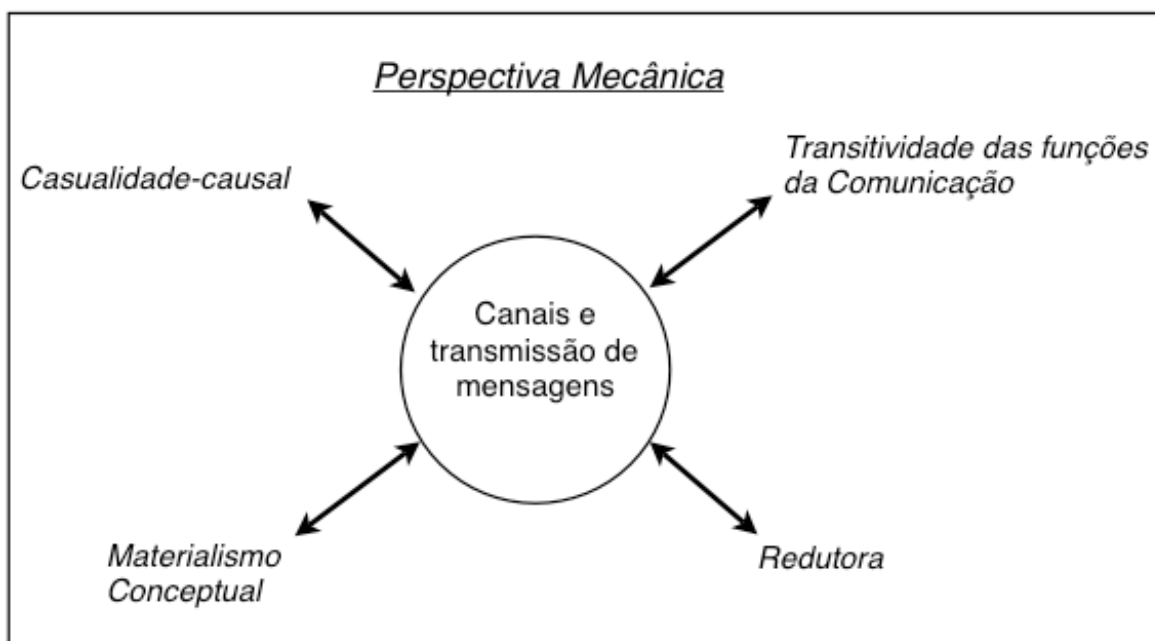 Perspectiva Mecânica
Casualidade-causal
Transitividade das funções
da Comunicação
Canais e
transmissão de
mensagens
Materialismo
Conceptual
Redutora